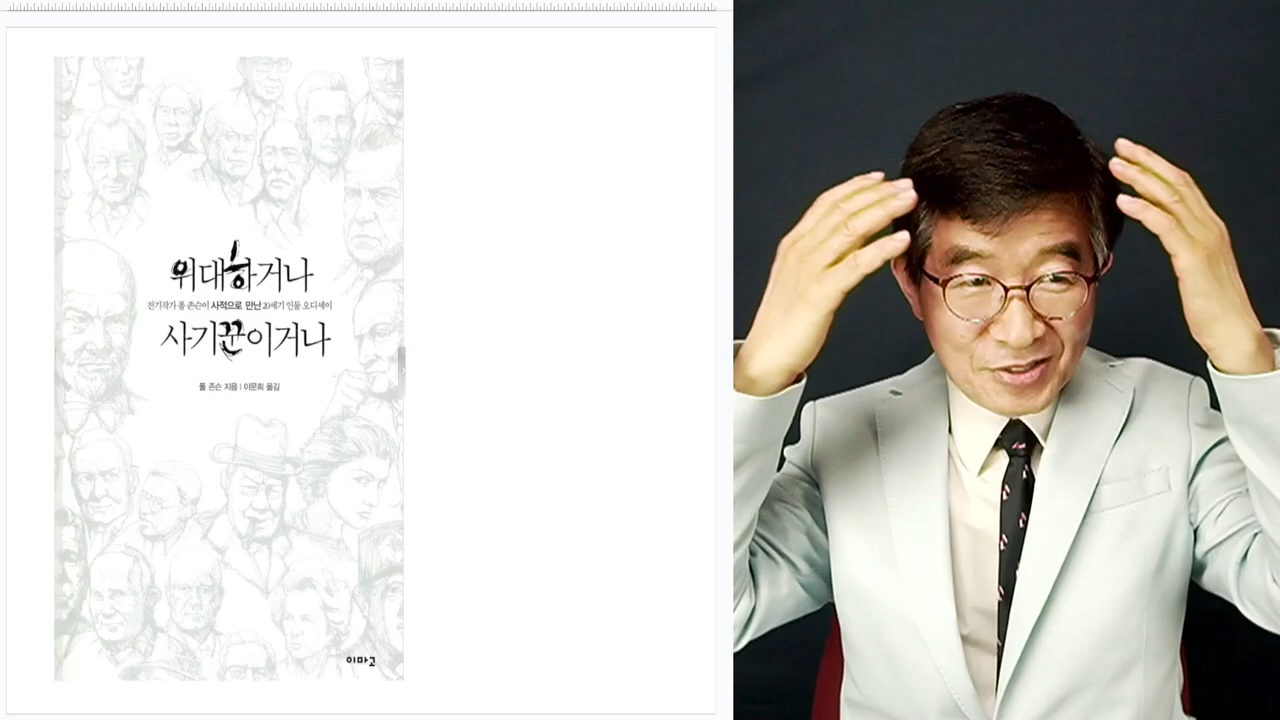 위대하거나
전기작가 폴 존슨이 사적으로 만난 20세기 인물 오디세이
사기꾼이거나
폴 존슨 지음 | 이문희 옮김
이마고